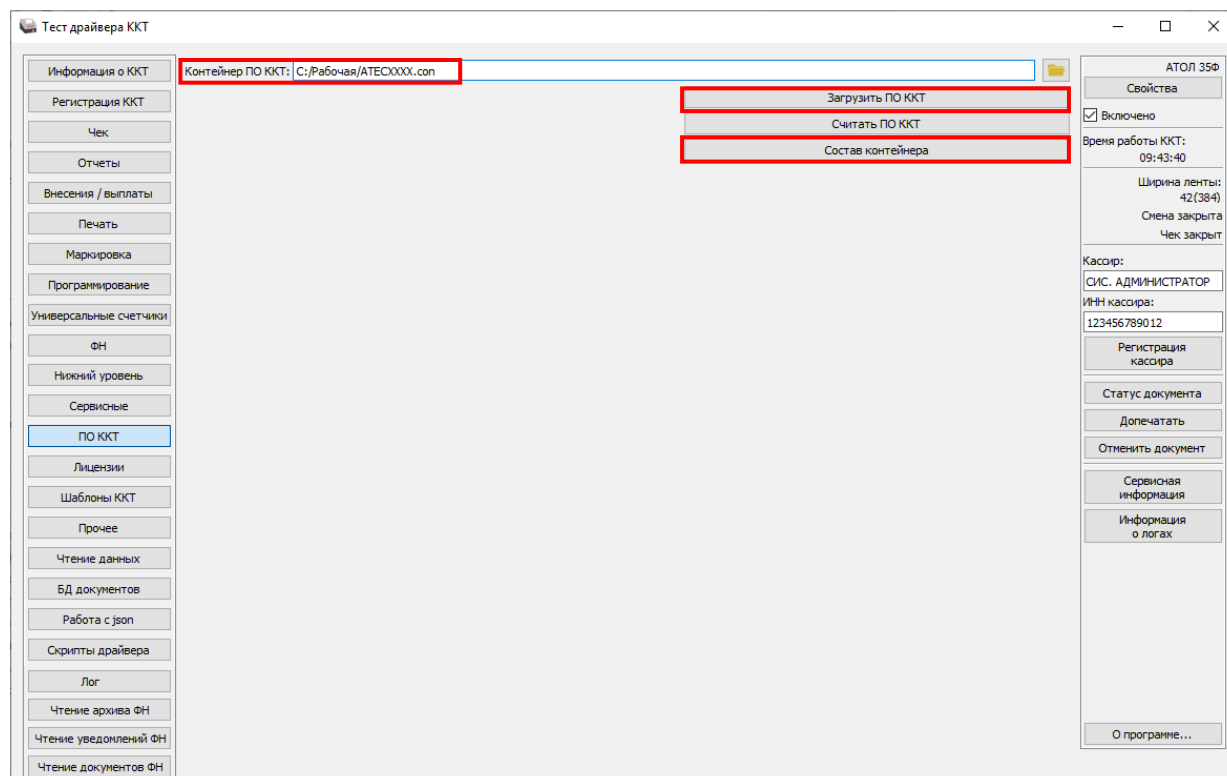 Тест драйвера ККТ
Информация о ККТ
Регистрация ККТ
Чек
Отчеты
Внесения / выплаты
Печать
Маркировка
Программирование
Универсальные счетчики
ФН
Нижний уровень
Сервисные
ПО ККТ
Лицензии
Шаблоны ККТ
Прочее
Чтение данных
БД документов
Работа с json
Скрипты драйвера
Лог
Чтение архива ФН
Чтение уведомлений ФН
Чтение документов ФН
Контейнер ПО ККТ: C:/Рабочая/ATECXXXX.con
Загрузить ПО ККТ
Считать ПО ККТ
Состав контейнера
АТОЛ 35Ф
Свойства
Включено
Время работы ККТ:
09:43:40
Ширина ленты:
42(384)
Смена закрыта
Чек закрыт
Кассир:
СИС. АДМИНИСТРАТОР
ИНН кассира:
123456789012
Регистрация
кассира
Статус документа
Допечатать
Отменить документ
Сервисная
информация
Информация
о логах
О программе...